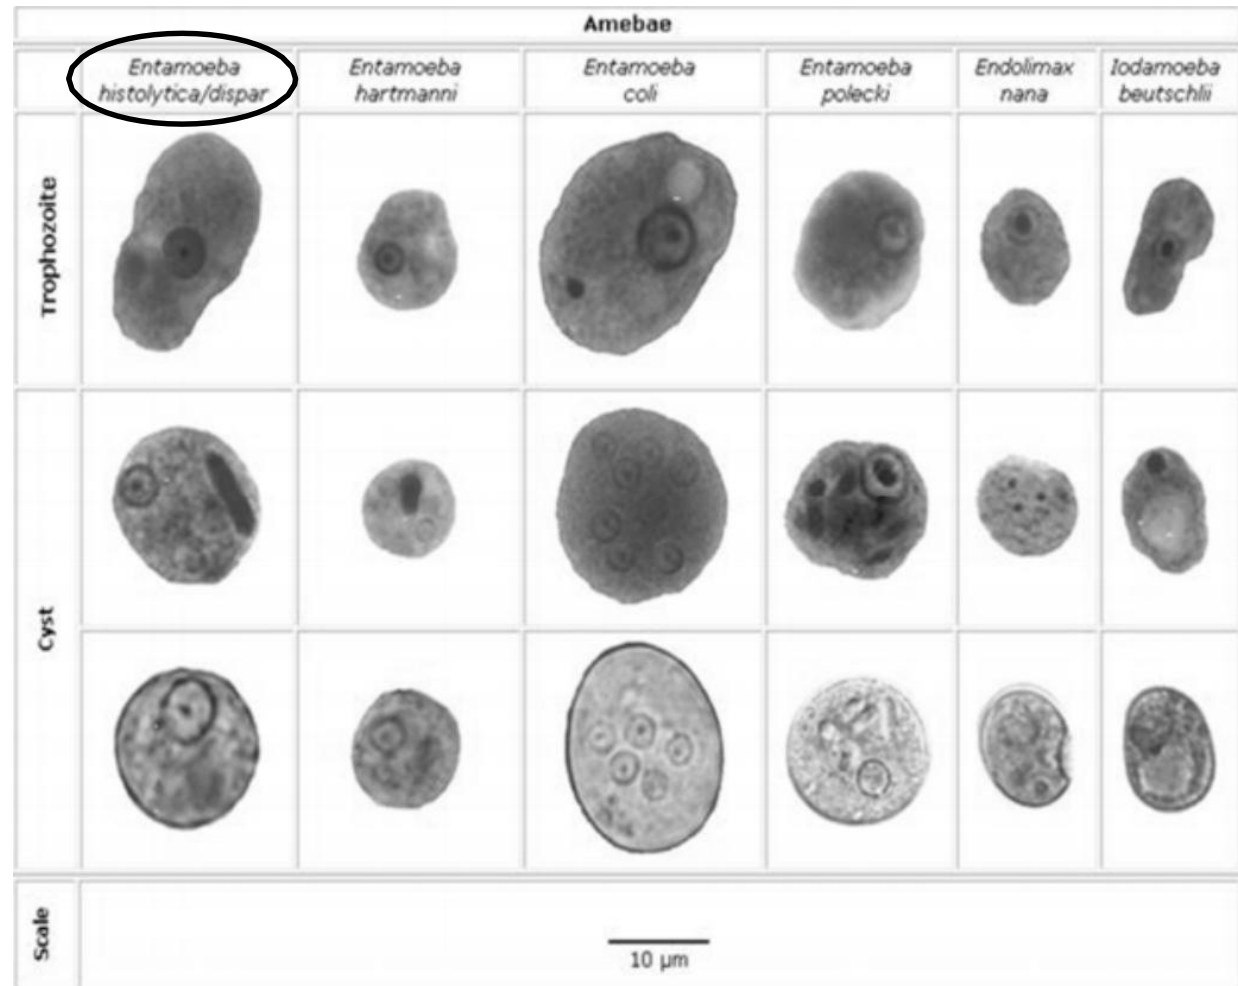 Amebae
Entamoeba histolytica/dispar
Entamoeba hartmanni
Entamoeba coli
Entamoeba polecki
Endolimax nana
Iodamoeba beutschlii
Trophozoite
Cyst
Scale
10 µm